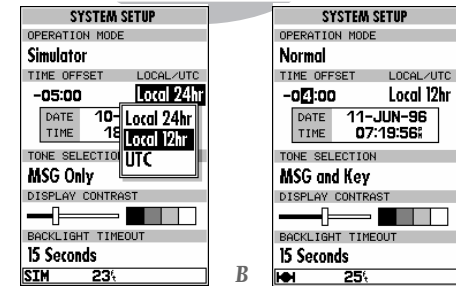 SYSTEM SETUP
OPERATION MODE
Simulator
TIME OFFSET LOCAL/UTC
-05:00 Local 24hr
DATE 10-
TIME 18
Local 24hr
Local 12hr
UTC
TONE SELECTIO
MSG Only
DISPLAY CONTRAST
BACKLIGHT TIMEOUT
15 Seconds
SIM 23
B
SYSTEM SETUP
OPERATION MODE
Normal
TIME OFFSET LOCAL/UTC
-04:00 Local 12hr
DATE 11-JUN-96
TIME 07:19:56
TONE SELECTION
MSG and Key
DISPLAY CONTRAST
BACKLIGHT TIMEOUT
15 Seconds
25